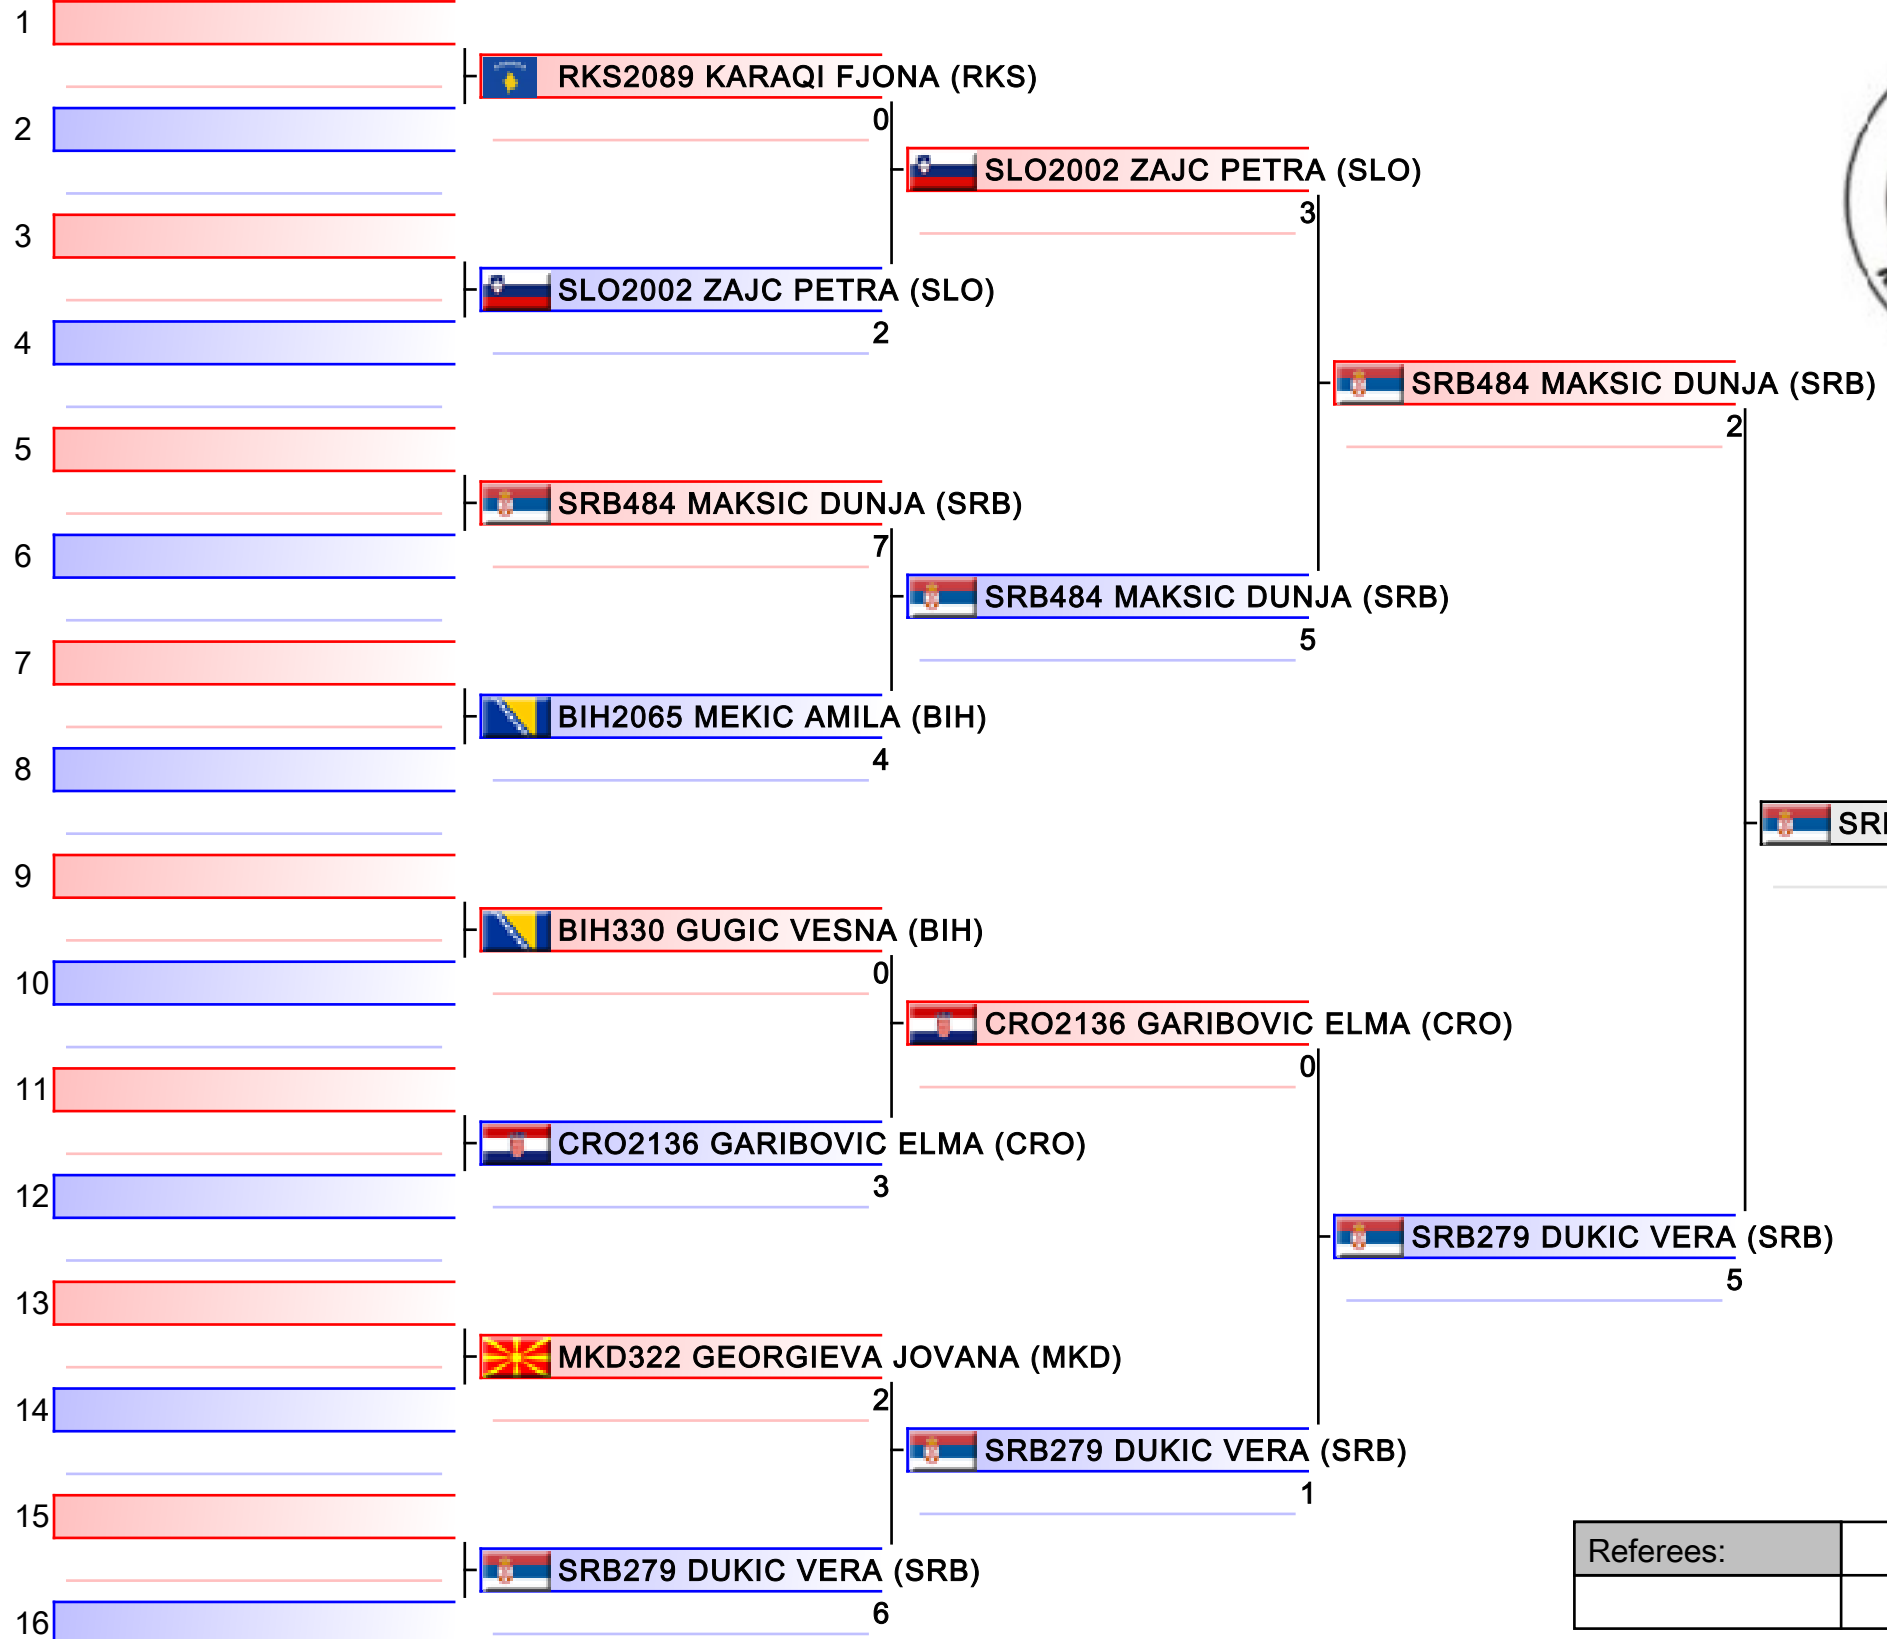 1
RKS2089 KARAQI FJONA (RKS)
0
2
SLO2002 ZAJC PETRA (SLO)
3
3
SLO2002 ZAJC PETRA (SLO)
2
4
SRB484 MAKSIC DUNJA (SRB)
2
5
SRB484 MAKSIC DUNJA (SRB)
7
6
SRB484 MAKSIC DUNJA (SRB)
5
7
BIH2065 MEKIC AMILA (BIH)
4
8
9
BIH330 GUGIC VESNA (BIH)
0
10
CRO2136 GARIBOVIC ELMA (CRO)
0
11
CRO2136 GARIBOVIC ELMA (CRO)
3
12
SRB279 DUKIC VERA (SRB)
5
13
MKD322 GEORGIEVA JOVANA (MKD)
2
14
SRB279 DUKIC VERA (SRB)
1
15
Referees:
SRB279 DUKIC VERA (SRB)
6
16